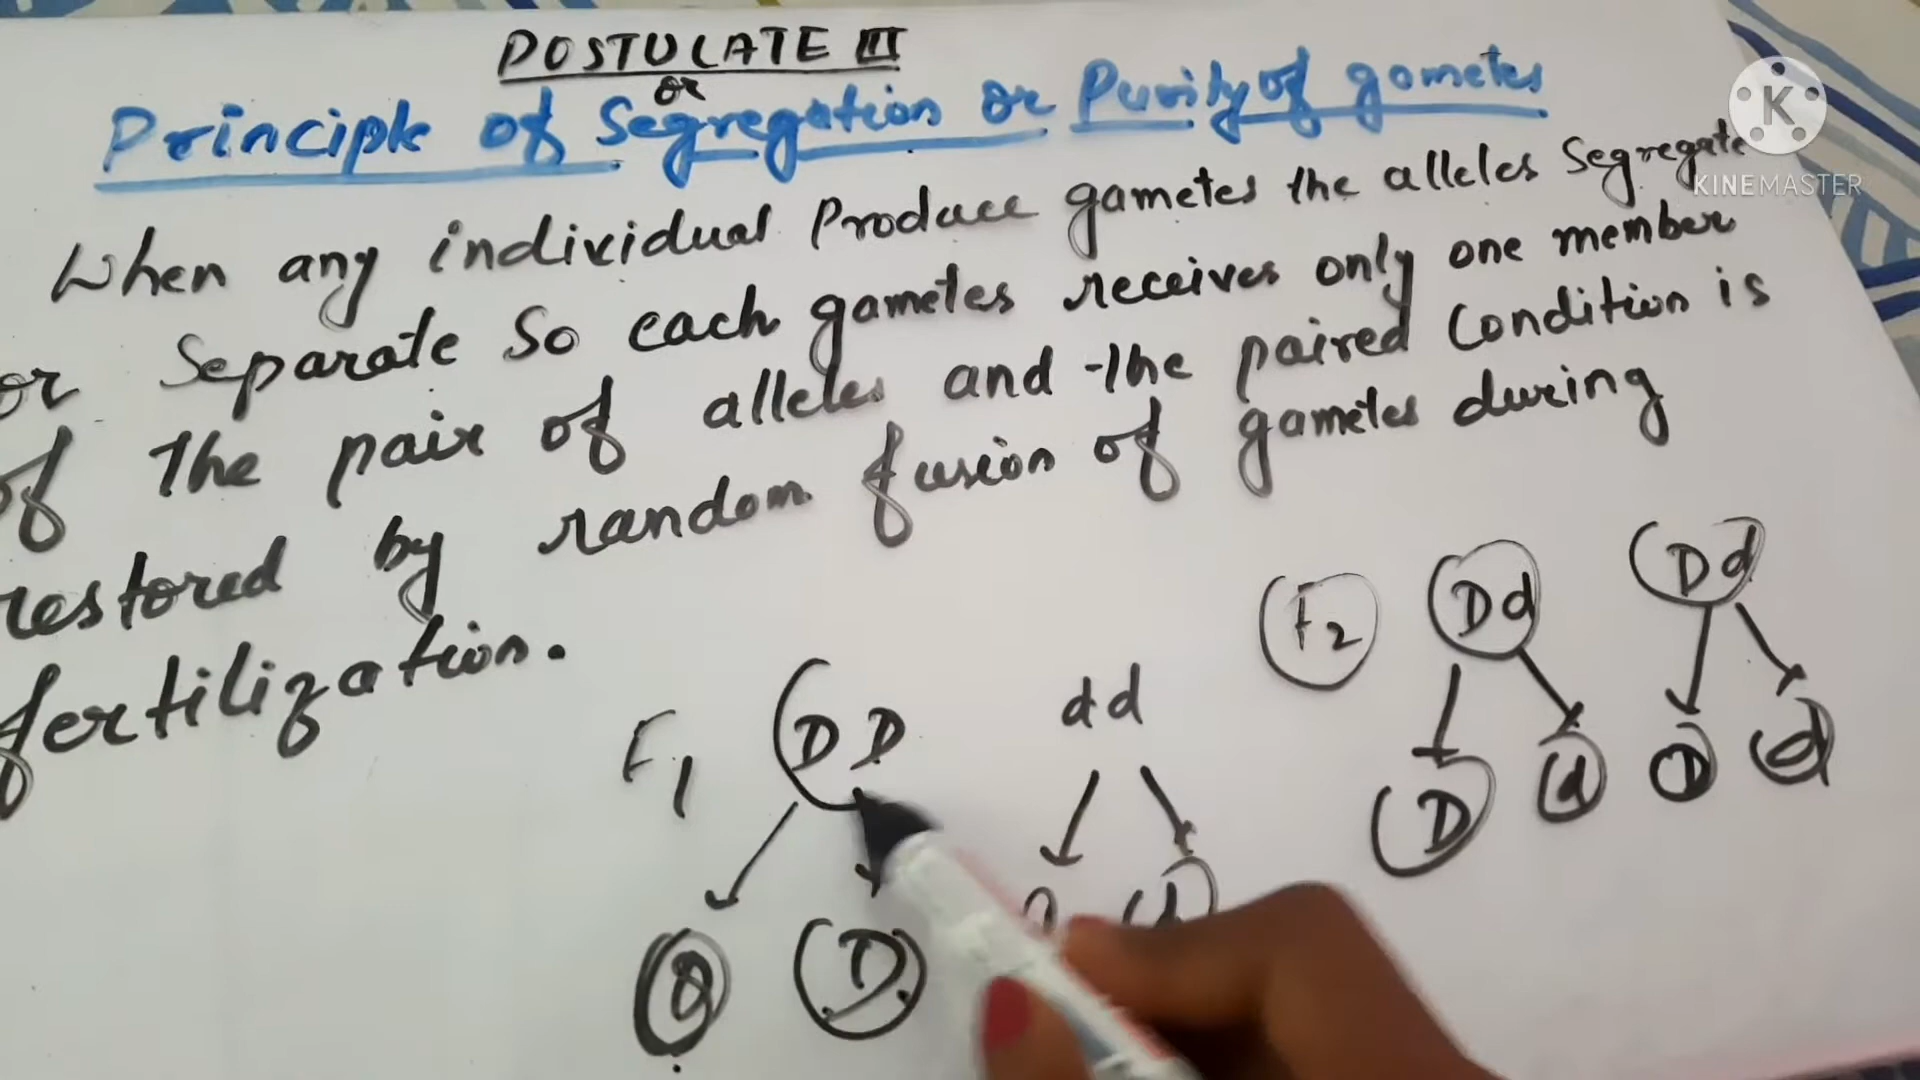 POSTULATE III
or
Principle of Segregation or Purity of gametes
When any individual Produce gametes the alleles Segregate
or Separate So each gametes receives only one member
of The pair of alleles and the paired Condition is
restored by random fusion of gametes during
fertilization.
F2 Dd Dd
D d D d
F1 DD dd
D D d
K
KINEMASTER